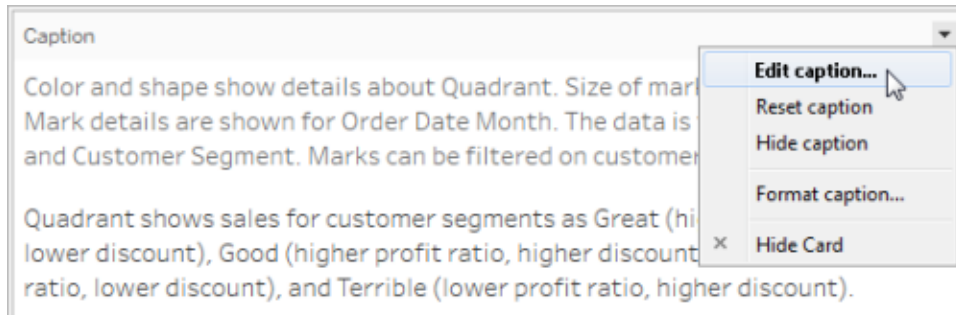 Caption
Color and shape show details about Quadrant. Size of mar
Mark details are shown for Order Date Month. The data is
and Customer Segment. Marks can be filtered on customer
Quadrant shows sales for customer segments as Great (hi
lower discount), Good (higher profit ratio, higher discount
ratio, lower discount), and Terrible (lower profit ratio, higher discount).
Edit caption...
Reset caption
Hide caption
Format caption...
Hide Card